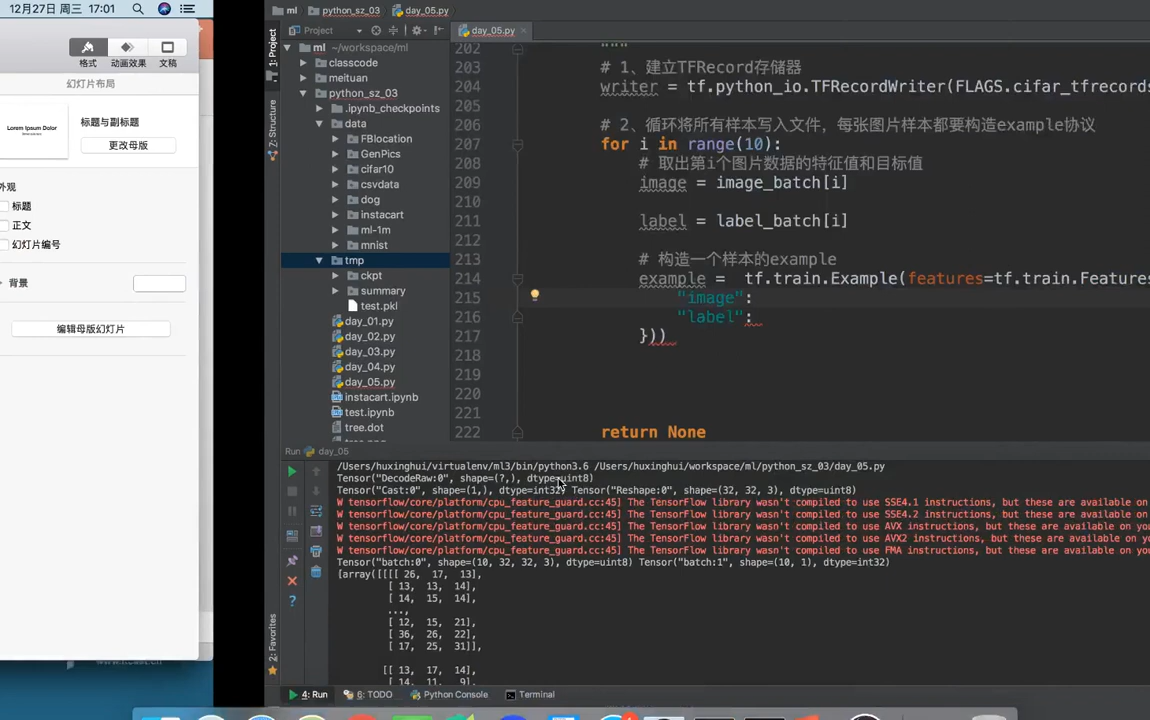 12月27日 周三 17:01
格式 动画效果 文稿
幻灯片布局
Lorem Ipsum Dolor
标题与副标题
更改母版
外观
标题
正文
幻灯片编号
背景
编辑母版幻灯片
ml python_sz_03 day_05.py
Project
day_05.py
1: Project
Z: Structure
2: Favorites
ml ~/workspace/ml
classcode
meituan
python_sz_03
.ipynb_checkpoints
data
FBlocation
GenPics
cifar10
csvdata
dog
instacart
ml-1m
mnist
tmp
ckpt
summary
test.pkl
day_01.py
day_02.py
day_03.py
day_04.py
day_05.py
instacart.ipynb
test.ipynb
tree.dot
202 """
203 # 1、建立TFRecord存储器
204 writer = tf.python_io.TFRecordWriter(FLAGS.cifar_tfrecords
205
206 # 2、循环将所有样本写入文件，每张图片样本都要构造example协议
207 for i in range(10):
208 # 取出第i个图片数据的特征值和目标值
209 image = image_batch[i]
210
211 label = label_batch[i]
212
213 # 构造一个样本的example
214 example = tf.train.Example(features=tf.train.Features
215 "image":
216 "label":
217 }))
218
219
220
221
222 return None
Run day_05
/Users/huxinghui/virtualenv/ml3/bin/python3.6 /Users/huxinghui/workspace/ml/python_sz_03/day_05.py
Tensor("DecodeRaw:0", shape=(?,), dtype=uint8)
Tensor("Cast:0", shape=(1,), dtype=int32) Tensor("Reshape:0", shape=(32, 32, 3), dtype=uint8)
W tensorflow/core/platform/cpu_feature_guard.cc:45] The TensorFlow library wasn't compiled to use SSE4.1 instructions, but these are available on
W tensorflow/core/platform/cpu_feature_guard.cc:45] The TensorFlow library wasn't compiled to use SSE4.2 instructions, but these are available on
W tensorflow/core/platform/cpu_feature_guard.cc:45] The TensorFlow library wasn't compiled to use AVX instructions, but these are available on you
W tensorflow/core/platform/cpu_feature_guard.cc:45] The TensorFlow library wasn't compiled to use AVX2 instructions, but these are available on yo
W tensorflow/core/platform/cpu_feature_guard.cc:45] The TensorFlow library wasn't compiled to use FMA instructions, but these are available on you
Tensor("batch:0", shape=(10, 32, 32, 3), dtype=uint8) Tensor("batch:1", shape=(10, 1), dtype=int32)
[array([[[[ 26, 17, 13],
[ 13, 13, 14],
[ 14, 15, 14],
...,
[ 12, 15, 21],
[ 36, 26, 22],
[ 17, 25, 31]],
[[ 13, 17, 14],
[ 14, 11, 9],
4: Run 6: TODO Python Console Terminal